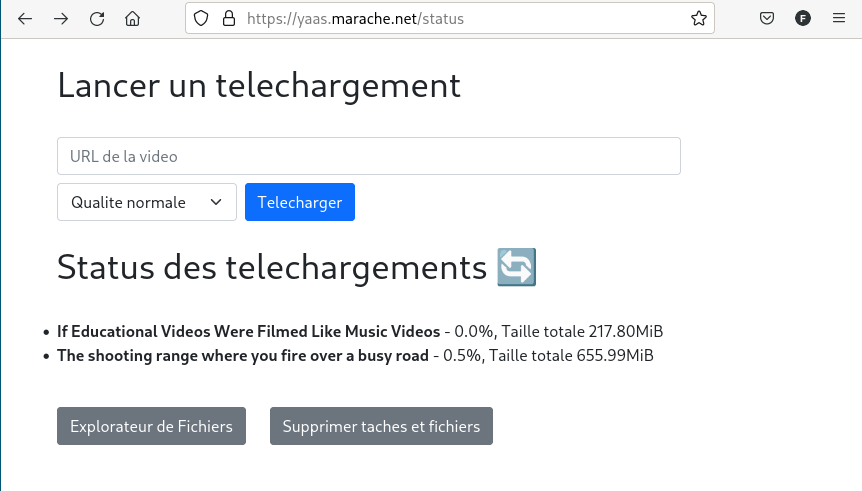 https://yaas.marache.net/status
F
Lancer un telechargement
URL de la video
Qualite normale
Telecharger
Status des telechargements
If Educational Videos Were Filmed Like Music Videos - 0.0%, Taille totale 217.80MiB
The shooting range where you fire over a busy road - 0.5%, Taille totale 655.99MiB
Explorateur de Fichiers
Supprimer taches et fichiers